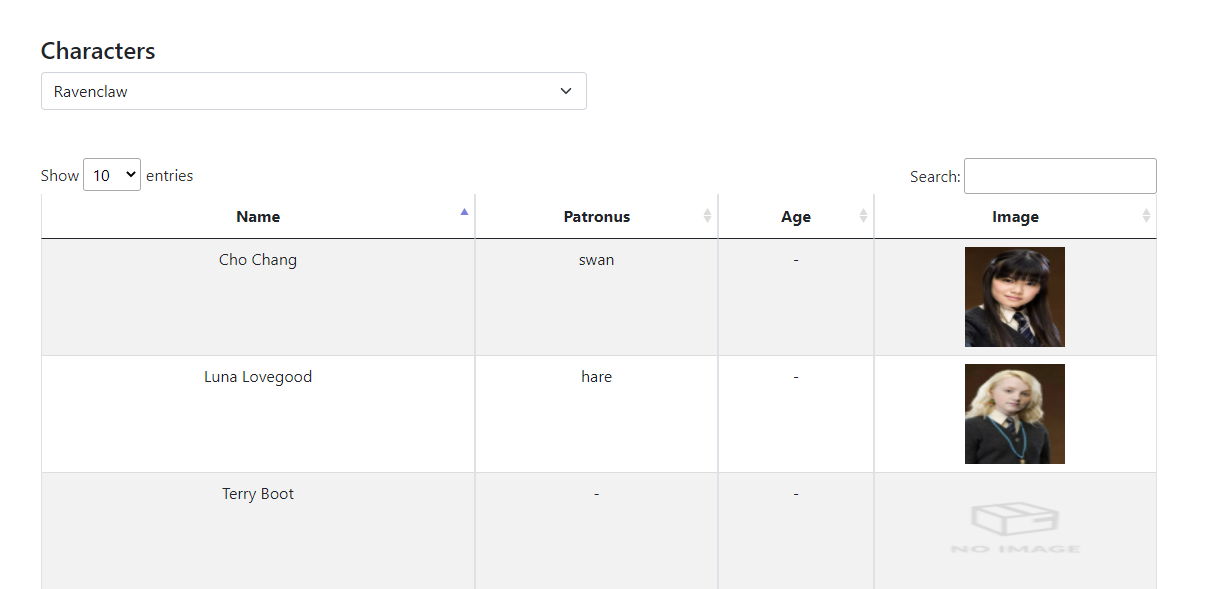 Characters
Ravenclaw
Show 10 entries Search:
Name Patronus Age Image
Cho Chang swan -
Luna Lovegood hare -
Terry Boot - -
NO IMAGE